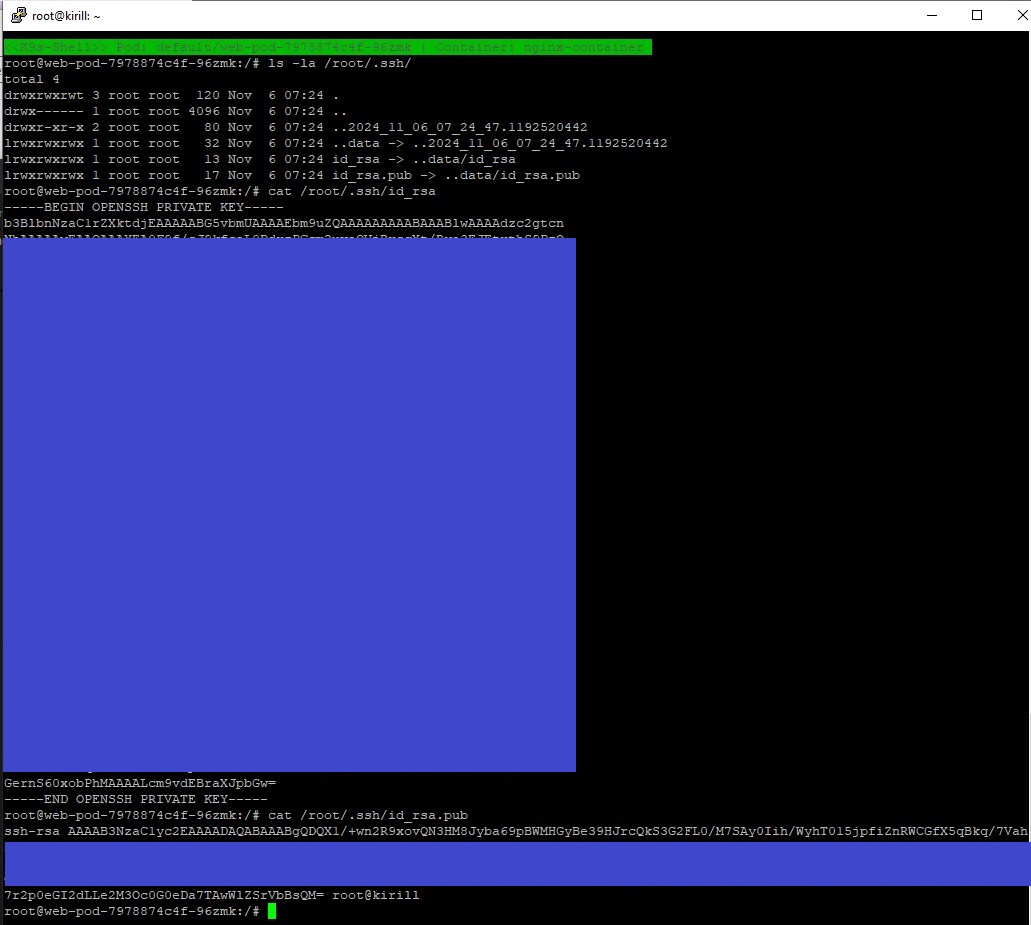 root@kirill: ~
<<K9s-Shell>> Pod: default/web-pod-7978874c4f-96zmk | Container: nginx-container
root@web-pod-7978874c4f-96zmk:/# ls -la /root/.ssh/
total 4
drwxrwxrwt 3 root root  120 Nov  6 07:24 .
drwx------ 1 root root 4096 Nov  6 07:24 ..
drwxr-xr-x 2 root root   80 Nov  6 07:24 ..2024_11_06_07_24_47.1192520442
lrwxrwxrwx 1 root root   32 Nov  6 07:24 ..data -> ..2024_11_06_07_24_47.1192520442
lrwxrwxrwx 1 root root   13 Nov  6 07:24 id_rsa -> ..data/id_rsa
lrwxrwxrwx 1 root root   17 Nov  6 07:24 id_rsa.pub -> ..data/id_rsa.pub
root@web-pod-7978874c4f-96zmk:/# cat /root/.ssh/id_rsa
-----BEGIN OPENSSH PRIVATE KEY-----
b3BlbnNzaC1rZXktdjEAAAAABG5vbmUAAAAEbm9uZQAAAAAAAAABAAABlwAAAAdzc2gtcn
GernS60xobPhMAAAALcm9vdEBraXJpbGw=
-----END OPENSSH PRIVATE KEY-----
root@web-pod-7978874c4f-96zmk:/# cat /root/.ssh/id_rsa.pub
ssh-rsa AAAAB3NzaC1yc2EAAAADAQABAAABgQDQX1/+wn2R9xovQN3HM8Jyba69pBWMHGyBe39HJrcQkS3G2FL0/M7SAy0Iih/WyhT015jpfiZnRWCGfX5qBkq/7Vah
7r2p0eGI2dLLe2M3Oc0G0eDa7TAwWlZSrVbBsQM= root@kirill
root@web-pod-7978874c4f-96zmk:/#